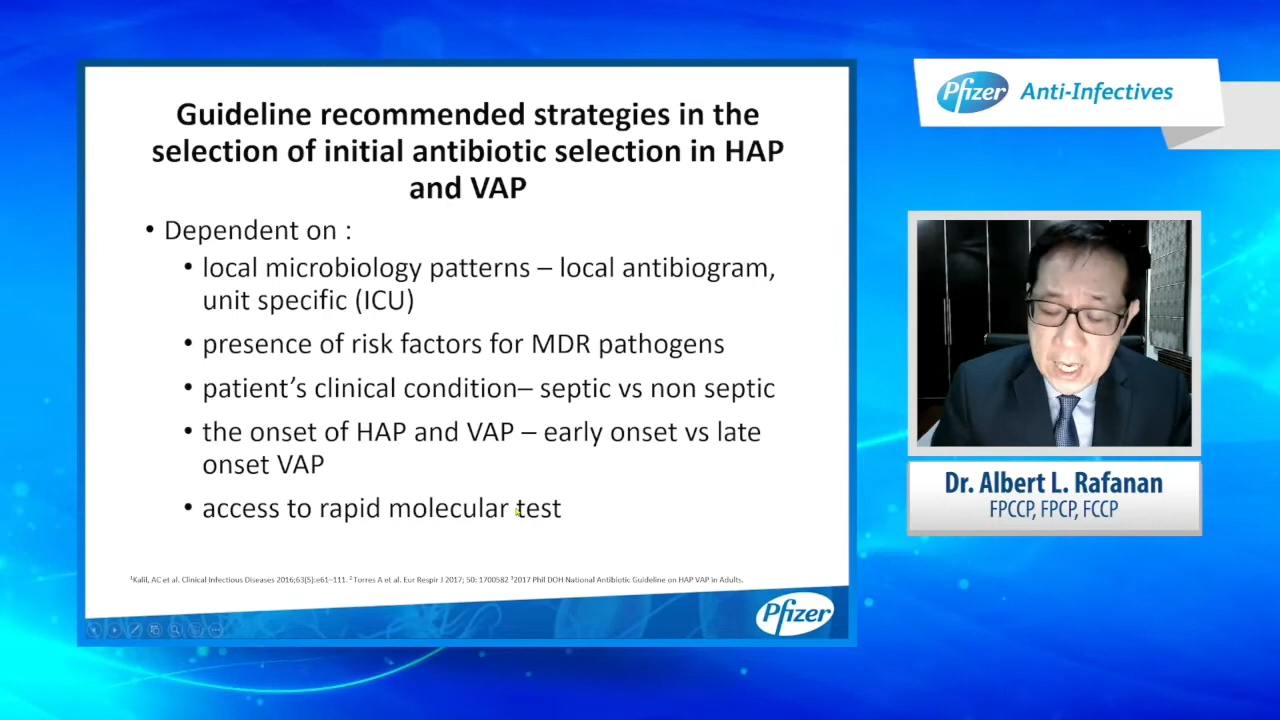 Guideline recommended strategies in the
selection of initial antibiotic selection in HAP
and VAP
• Dependent on :
• local microbiology patterns – local antibiogram,
unit specific (ICU)
• presence of risk factors for MDR pathogens
• patient's clinical condition– septic vs non septic
• the onset of HAP and VAP – early onset vs late
onset VAP
• access to rapid molecular test
¹Kalil, AC et al. Clinical Infectious Diseases 2016;63(5):e61–111. ² Torres A et al. Eur Respir J 2017; 50: 1700582 ³2017 Phil DOH National Antibiotic Guideline on HAP VAP in Adults.
Pfizer
Pfizer Anti-Infectives
Dr. Albert L. Rafanan
FPCCP, FPCP, FCCP